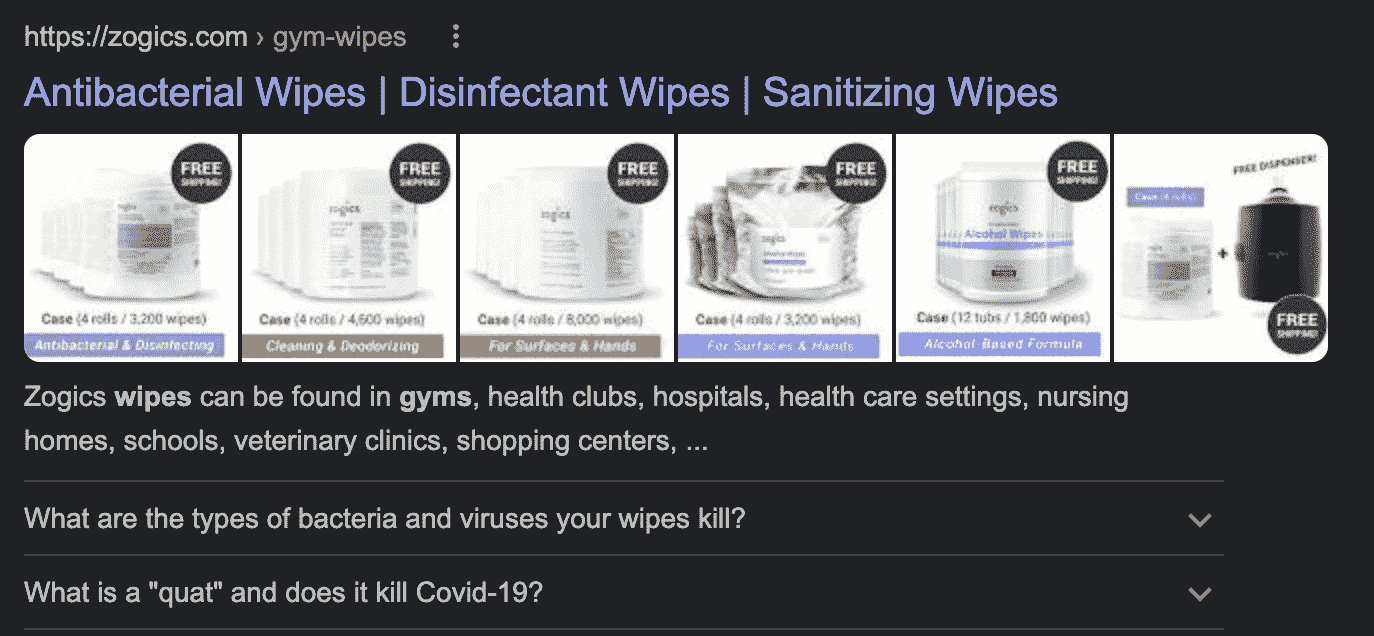 https://zogics.com › gym-wipes
Antibacterial Wipes | Disinfectant Wipes | Sanitizing Wipes
FREE
SHIPPING!
FREE
SHIPPING!
FREE
SHIPPING!
FREE
SHIPPING!
FREE
SHIPPING!
FREE DISPENSER!
zogics
zogics
zogics
zogics
zogics
Alcohol Wipes
+
FREE
SHIPPING!
Case (4 rolls / 3,200 wipes)
Case (4 rolls / 4,600 wipes)
Case (4 rolls / 8,000 wipes)
Case (4 rolls / 3,200 wipes)
Case (12 tubs / 1,800 wipes)
Antibacterial & Disinfecting
Cleaning & Deodorizing
For Surfaces & Hands
For Surfaces & Hands
Alcohol-Based Formula
Zogics wipes can be found in gyms, health clubs, hospitals, health care settings, nursing
homes, schools, veterinary clinics, shopping centers, ...
What are the types of bacteria and viruses your wipes kill?
What is a "quat" and does it kill Covid-19?